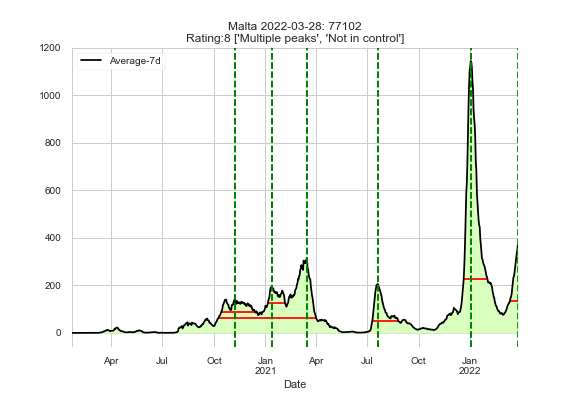 Malta 2022-03-28: 77102
Rating:8 ['Multiple peaks', 'Not in control']
Average-7d
1200
1000
800
600
400
200
0
Apr Jul Oct Jan Apr Jul Oct Jan
2021 2022
Date